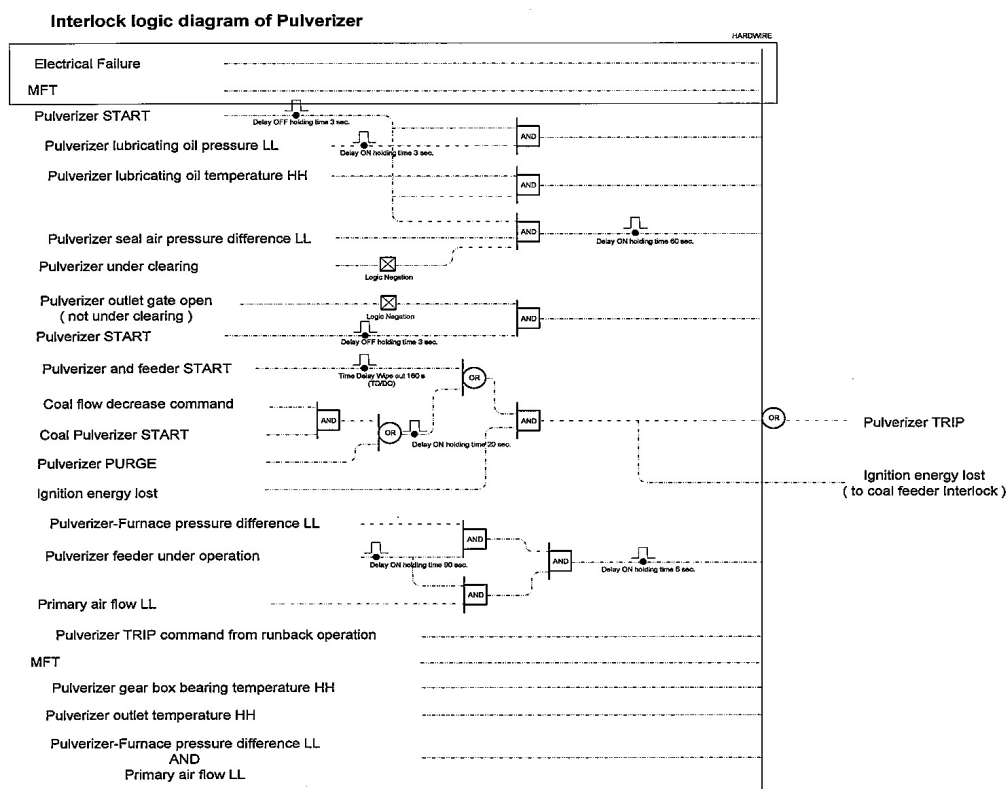 Interlock logic diagram of Pulverizer
HARDWIRE
Electrical Failure
MFT
Pulverizer START
Delay OFF holding time 3 sec.
Pulverizer lubricating oil pressure LL
Delay ON holding time 3 sec.
AND
Pulverizer lubricating oil temperature HH
AND
Pulverizer seal air pressure difference LL
AND
Delay ON holding time 60 sec.
Pulverizer under clearing
Logic Negation
Pulverizer outlet gate open
( not under clearing )
Logic Negation
AND
Pulverizer START
Delay OFF holding time 3 sec.
Pulverizer and feeder START
Time Delay Wipe out 160 s
(TD/DO)
OR
Coal flow decrease command
AND
Coal Pulverizer START
OR
Delay ON holding time 20 sec.
AND
OR
Pulverizer TRIP
Pulverizer PURGE
Ignition energy lost
Ignition energy lost
( to coal feeder Interlock )
Pulverizer-Furnace pressure difference LL
AND
Pulverizer feeder under operation
Delay ON holding time 90 sec.
AND
Delay ON holding time 5 sec.
AND
Primary air flow LL
Pulverizer TRIP command from runback operation
MFT
Pulverizer gear box bearing temperature HH
Pulverizer outlet temperature HH
Pulverizer-Furnace pressure difference LL
AND
Primary air flow LL